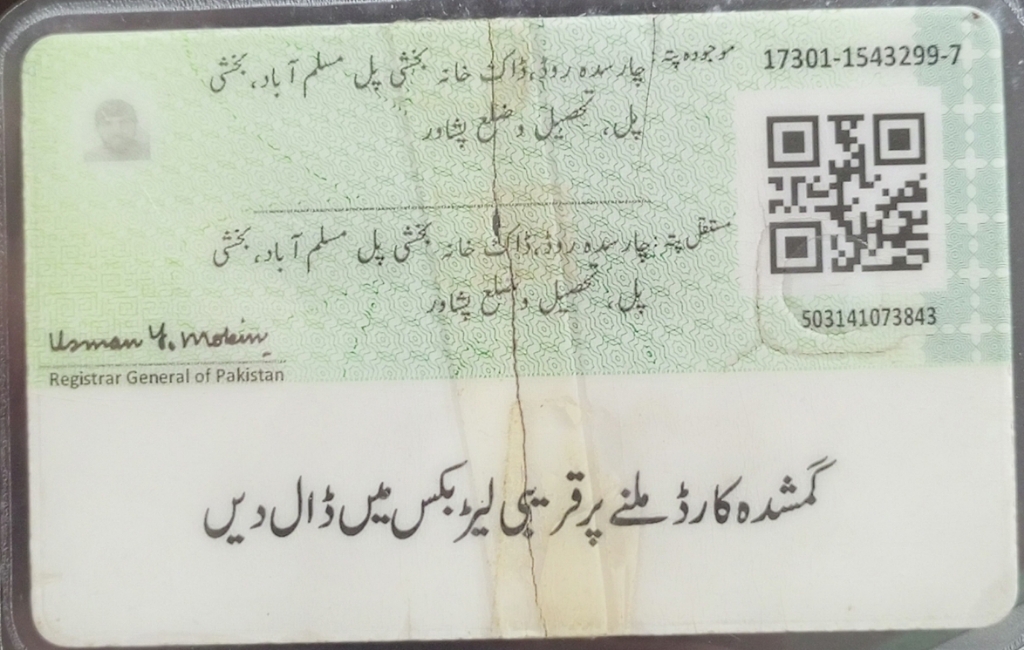 17301-1543299-7
موجودہ پتہ: چارسدہ روڈ، ڈاک خانہ بخشی پل مسلم آباد، بخشی
پل، تحصیل و ضلع پشاور
مستقل پتہ: چارسدہ روڈ، ڈاک خانہ بخشی پل مسلم آباد، بخشی
پل، تحصیل و ضلع پشاور
503141073843
Usman Y. Mobin
Registrar General of Pakistan
گمشدہ کارڈ ملنے پر قریبی لیٹر بکس میں ڈال دیں